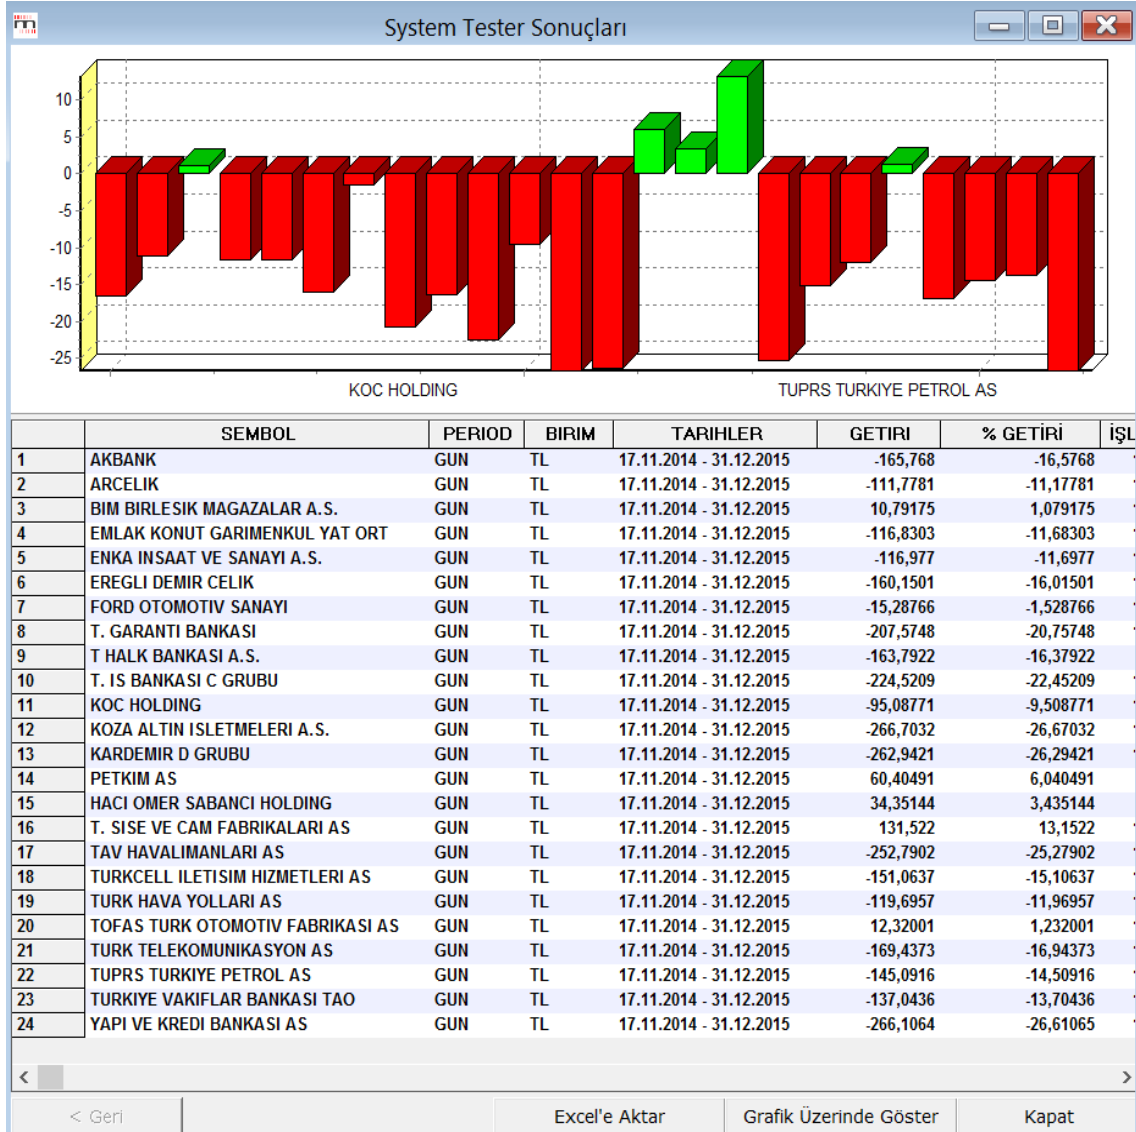 System Tester Sonuçları
10
5
0
-5
-10
-15
-20
-25
KOC HOLDING TUPRS TURKIYE PETROL AS
SEMBOL PERIOD BIRIM TARIHLER GETIRI % GETİRİ İŞL
1 AKBANK GUN TL 17.11.2014 - 31.12.2015 -165,768 -16,5768
2 ARCELIK GUN TL 17.11.2014 - 31.12.2015 -111,7781 -11,17781
3 BIM BIRLESIK MAGAZALAR A.S. GUN TL 17.11.2014 - 31.12.2015 10,79175 1,079175
4 EMLAK KONUT GARIMENKUL YAT ORT GUN TL 17.11.2014 - 31.12.2015 -116,8303 -11,68303
5 ENKA INSAAT VE SANAYI A.S. GUN TL 17.11.2014 - 31.12.2015 -116,977 -11,6977
6 EREGLI DEMIR CELIK GUN TL 17.11.2014 - 31.12.2015 -160,1501 -16,01501
7 FORD OTOMOTIV SANAYI GUN TL 17.11.2014 - 31.12.2015 -15,28766 -1,528766
8 T. GARANTI BANKASI GUN TL 17.11.2014 - 31.12.2015 -207,5748 -20,75748
9 T HALK BANKASI A.S. GUN TL 17.11.2014 - 31.12.2015 -163,7922 -16,37922
10 T. IS BANKASI C GRUBU GUN TL 17.11.2014 - 31.12.2015 -224,5209 -22,45209
11 KOC HOLDING GUN TL 17.11.2014 - 31.12.2015 -95,08771 -9,508771
12 KOZA ALTIN ISLETMELERI A.S. GUN TL 17.11.2014 - 31.12.2015 -266,7032 -26,67032
13 KARDEMIR D GRUBU GUN TL 17.11.2014 - 31.12.2015 -262,9421 -26,29421
14 PETKIM AS GUN TL 17.11.2014 - 31.12.2015 60,40491 6,040491
15 HACI OMER SABANCI HOLDING GUN TL 17.11.2014 - 31.12.2015 34,35144 3,435144
16 T. SISE VE CAM FABRIKALARI AS GUN TL 17.11.2014 - 31.12.2015 131,522 13,1522
17 TAV HAVALIMANLARI AS GUN TL 17.11.2014 - 31.12.2015 -252,7902 -25,27902
18 TURKCELL ILETISIM HIZMETLERI AS GUN TL 17.11.2014 - 31.12.2015 -151,0637 -15,10637
19 TURK HAVA YOLLARI AS GUN TL 17.11.2014 - 31.12.2015 -119,6957 -11,96957
20 TOFAS TURK OTOMOTIV FABRIKASI AS GUN TL 17.11.2014 - 31.12.2015 12,32001 1,232001
21 TURK TELEKOMUNIKASYON AS GUN TL 17.11.2014 - 31.12.2015 -169,4373 -16,94373
22 TUPRS TURKIYE PETROL AS GUN TL 17.11.2014 - 31.12.2015 -145,0916 -14,50916
23 TURKIYE VAKIFLAR BANKASI TAO GUN TL 17.11.2014 - 31.12.2015 -137,0436 -13,70436
24 YAPI VE KREDI BANKASI AS GUN TL 17.11.2014 - 31.12.2015 -266,1064 -26,61065
< Geri Excel'e Aktar Grafik Üzerinde Göster Kapat